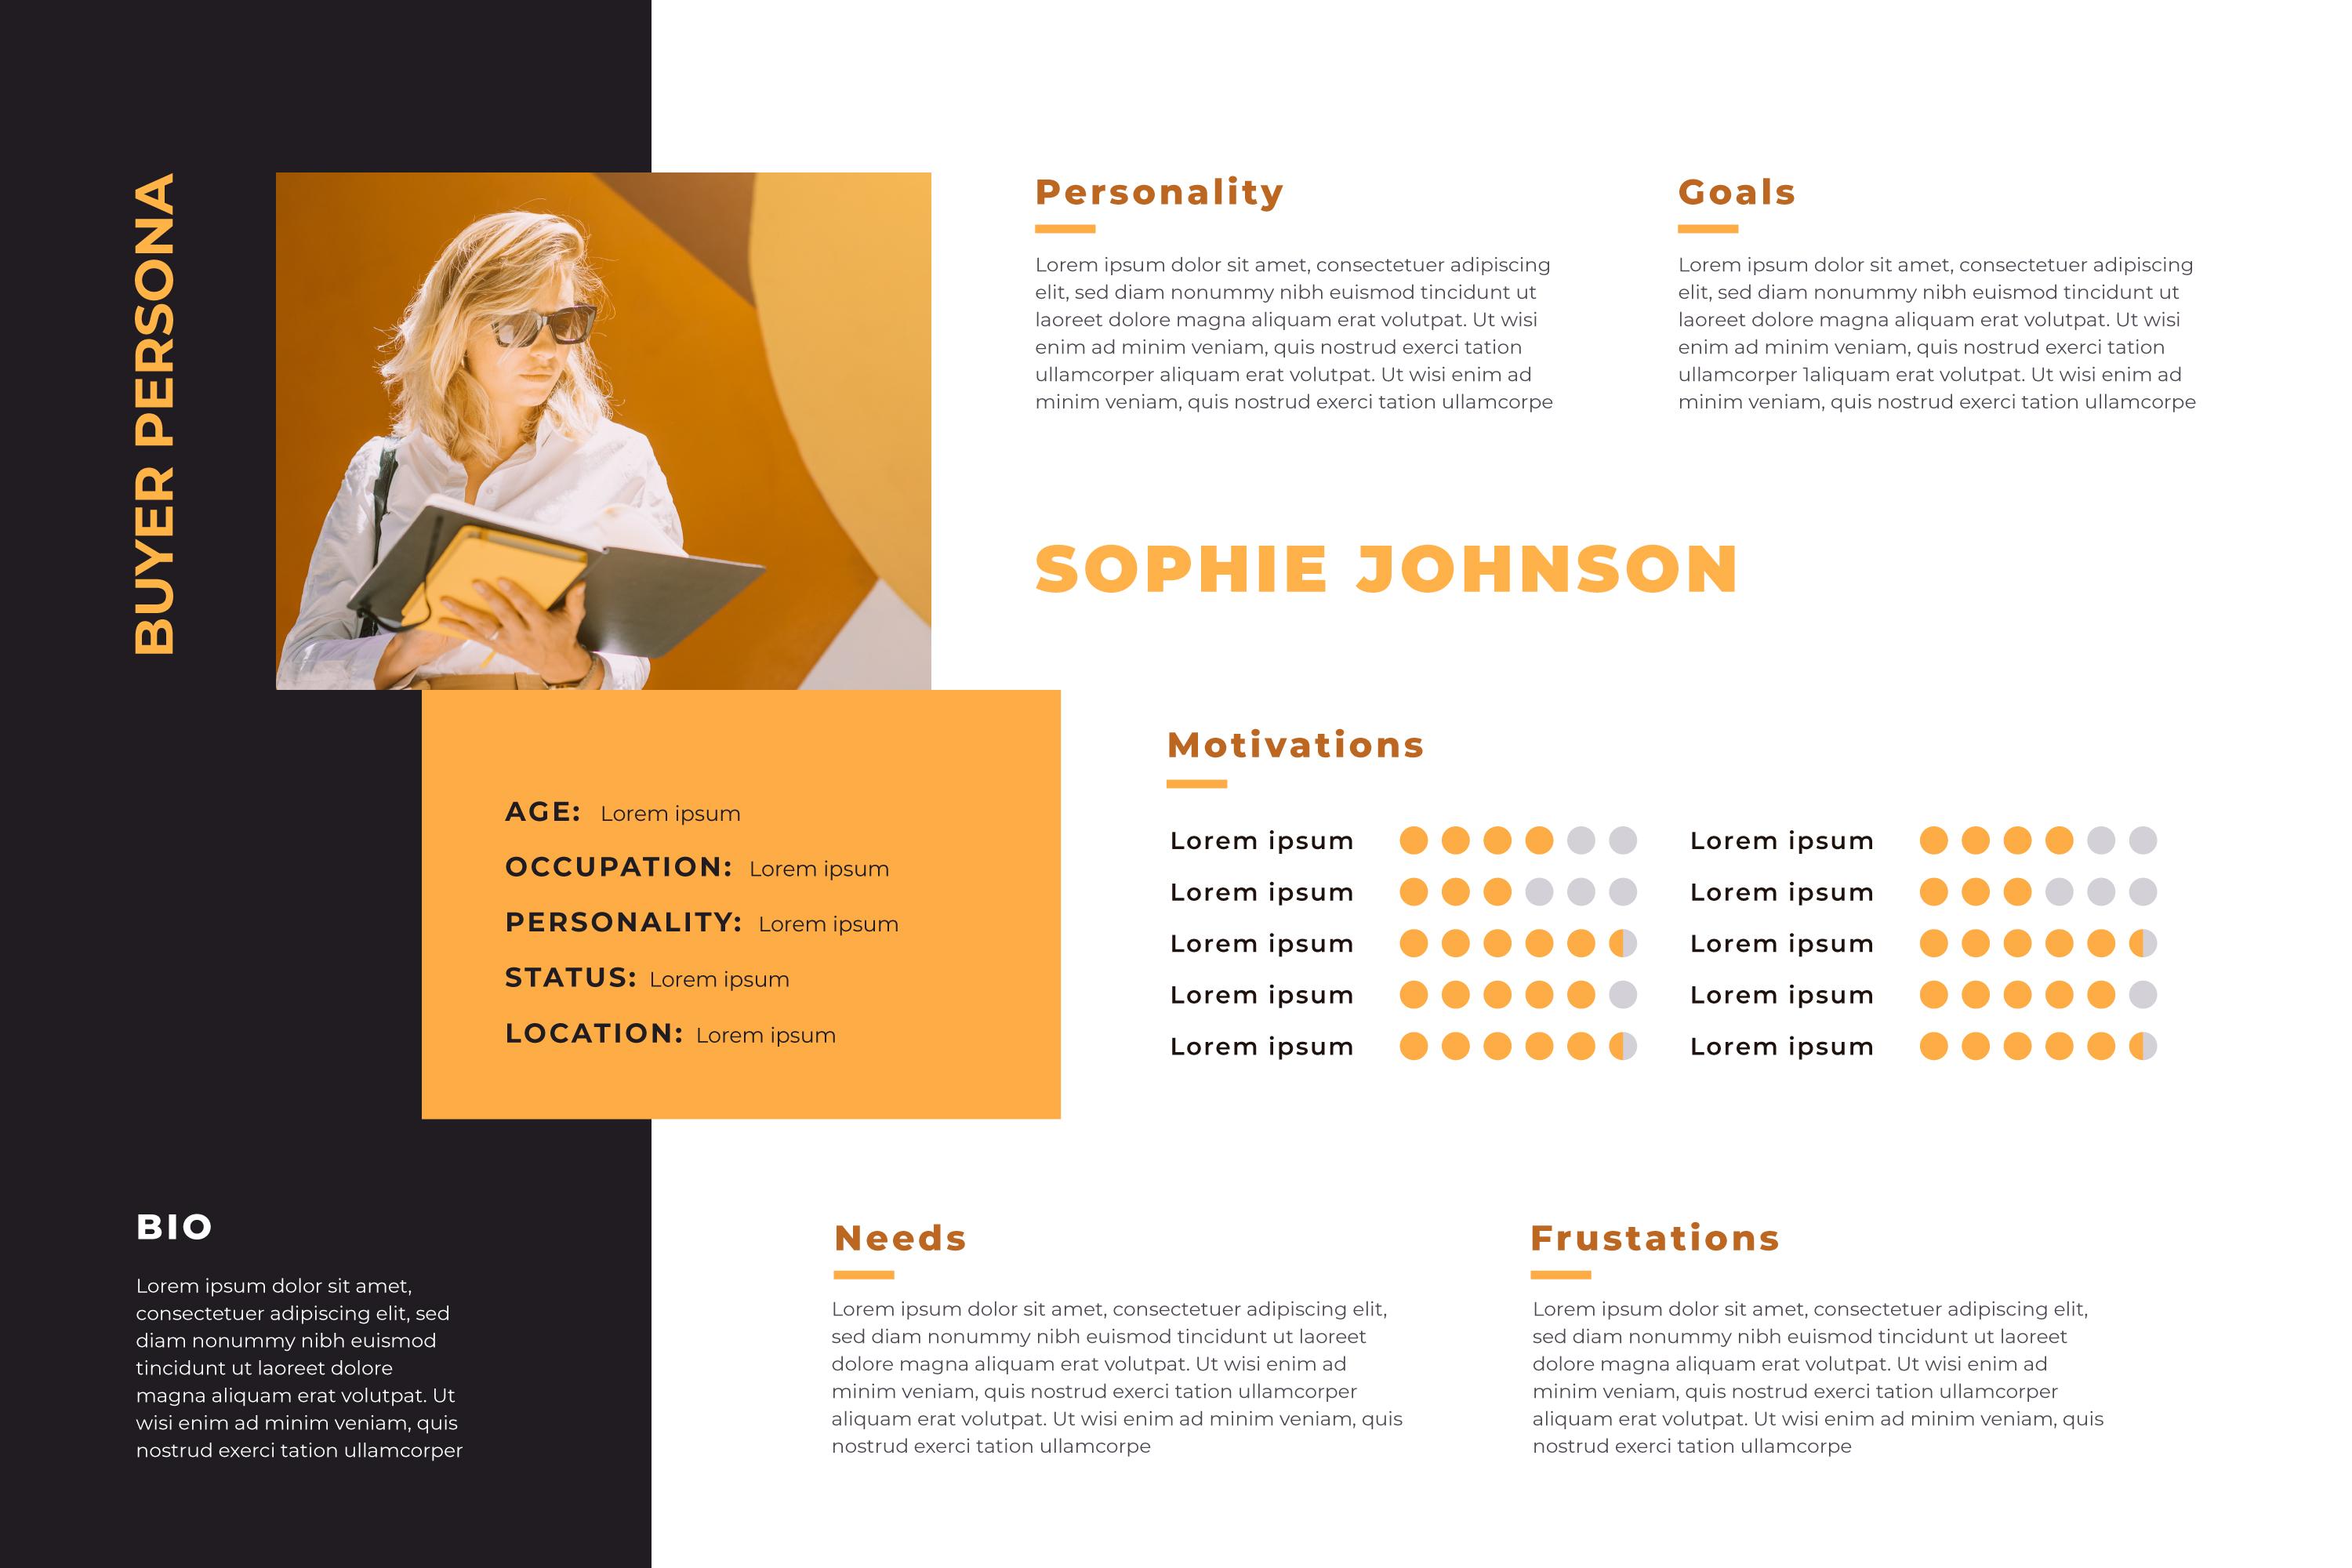 BUYER PERSONA
Personality
Lorem ipsum dolor sit amet, consectetuer adipiscing
elit, sed diam nonummy nibh euismod tincidunt ut
laoreet dolore magna aliquam erat volutpat. Ut wisi
enim ad minim veniam, quis nostrud exerci tation
ullamcorper aliquam erat volutpat. Ut wisi enim ad
minim veniam, quis nostrud exerci tation ullamcorpe
Goals
Lorem ipsum dolor sit amet, consectetuer adipiscing
elit, sed diam nonummy nibh euismod tincidunt ut
laoreet dolore magna aliquam erat volutpat. Ut wisi
enim ad minim veniam, quis nostrud exerci tation
ullamcorper 1aliquam erat volutpat. Ut wisi enim ad
minim veniam, quis nostrud exerci tation ullamcorpe
SOPHIE JOHNSON
AGE: Lorem ipsum
OCCUPATION: Lorem ipsum
PERSONALITY: Lorem ipsum
STATUS: Lorem ipsum
LOCATION: Lorem ipsum
Motivations
Lorem ipsum
Lorem ipsum
Lorem ipsum
Lorem ipsum
Lorem ipsum
Lorem ipsum
Lorem ipsum
Lorem ipsum
Lorem ipsum
Lorem ipsum
BIO
Lorem ipsum dolor sit amet,
consectetuer adipiscing elit, sed
diam nonummy nibh euismod
tincidunt ut laoreet dolore
magna aliquam erat volutpat. Ut
wisi enim ad minim veniam, quis
nostrud exerci tation ullamcorper
Needs
Lorem ipsum dolor sit amet, consectetuer adipiscing elit,
sed diam nonummy nibh euismod tincidunt ut laoreet
dolore magna aliquam erat volutpat. Ut wisi enim ad
minim veniam, quis nostrud exerci tation ullamcorper
aliquam erat volutpat. Ut wisi enim ad minim veniam, quis
nostrud exerci tation ullamcorpe
Frustations
Lorem ipsum dolor sit amet, consectetuer adipiscing elit,
sed diam nonummy nibh euismod tincidunt ut laoreet
dolore magna aliquam erat volutpat. Ut wisi enim ad
minim veniam, quis nostrud exerci tation ullamcorper
aliquam erat volutpat. Ut wisi enim ad minim veniam, quis
nostrud exerci tation ullamcorpe